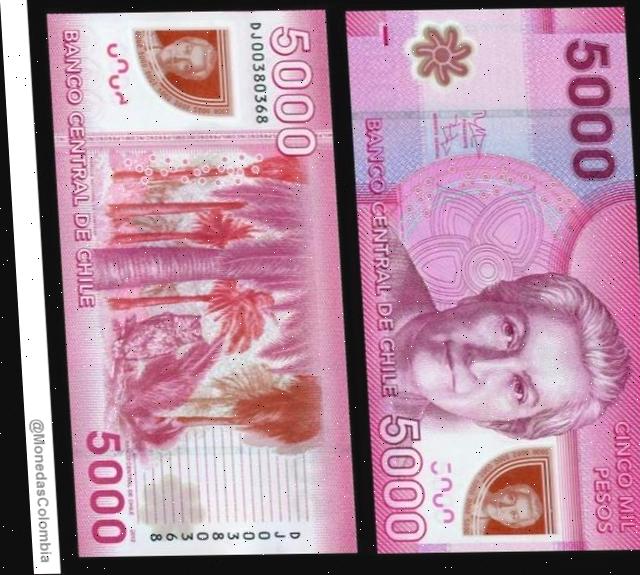 5000
DJ00380368
BANCO CENTRAL DE CHILE
5000
DJ00380368
5000
BANCO CENTRAL DE CHILE
5000
CINCO MIL
PESOS
@MonedasColombia